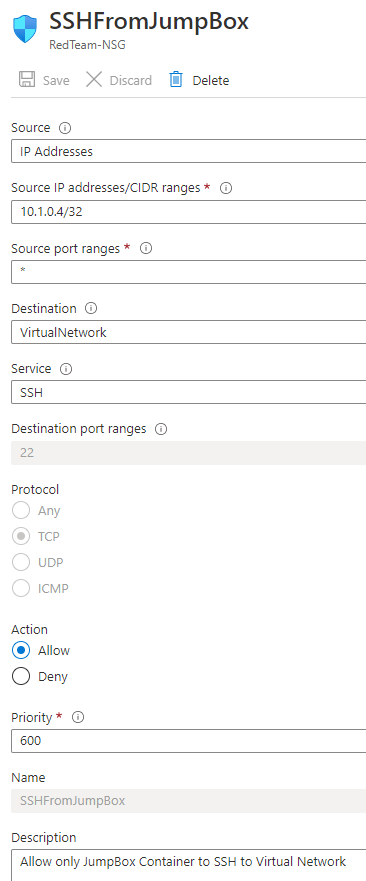 SSHFromJumpBox
RedTeam-NSG
Save Discard Delete
Source
IP Addresses
Source IP addresses/CIDR ranges *
10.1.0.4/32
Source port ranges *
*
Destination
VirtualNetwork
Service
SSH
Destination port ranges
22
Protocol
Any
TCP
UDP
ICMP
Action
Allow
Deny
Priority *
600
Name
SSHFromJumpBox
Description
Allow only JumpBox Container to SSH to Virtual Network